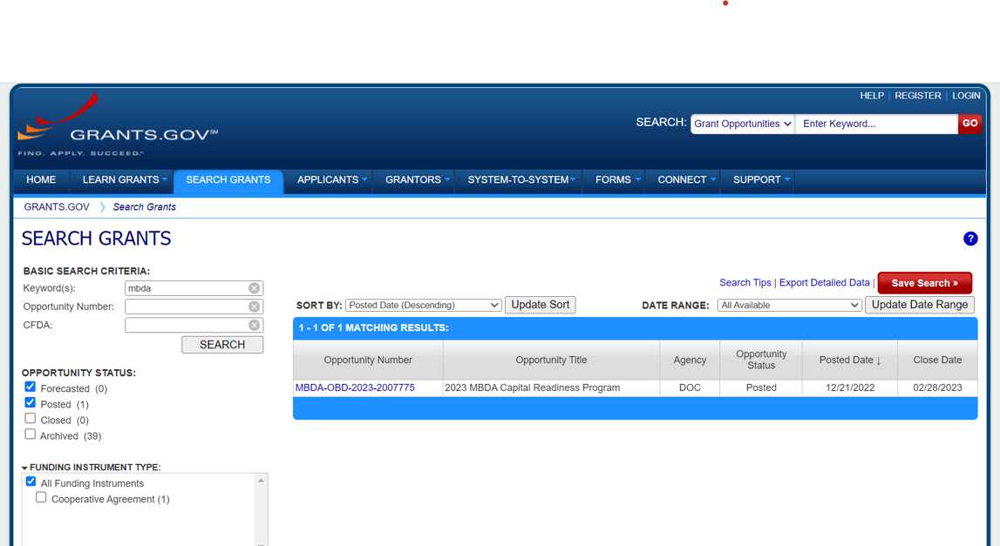 HELP | REGISTER | LOGIN
GRANTS.GOV℠
FIND. APPLY. SUCCEED.℠
SEARCH: Grant Opportunities Enter Keyword... GO
HOME LEARN GRANTS SEARCH GRANTS APPLICANTS GRANTORS SYSTEM-TO-SYSTEM FORMS CONNECT SUPPORT
GRANTS.GOV 〉 Search Grants
SEARCH GRANTS ?
BASIC SEARCH CRITERIA:
Keyword(s): mbda
Opportunity Number:
CFDA:
SEARCH
OPPORTUNITY STATUS:
Forecasted (0)
Posted (1)
Closed (0)
Archived (39)
FUNDING INSTRUMENT TYPE:
All Funding Instruments
Cooperative Agreement (1)
Search Tips | Export Detailed Data | Save Search »
SORT BY: Posted Date (Descending) Update Sort DATE RANGE: All Available Update Date Range
1 - 1 OF 1 MATCHING RESULTS:
Opportunity Number Opportunity Title Agency Opportunity Status Posted Date ↓ Close Date
MBDA-OBD-2023-2007775 2023 MBDA Capital Readiness Program DOC Posted 12/21/2022 02/28/2023